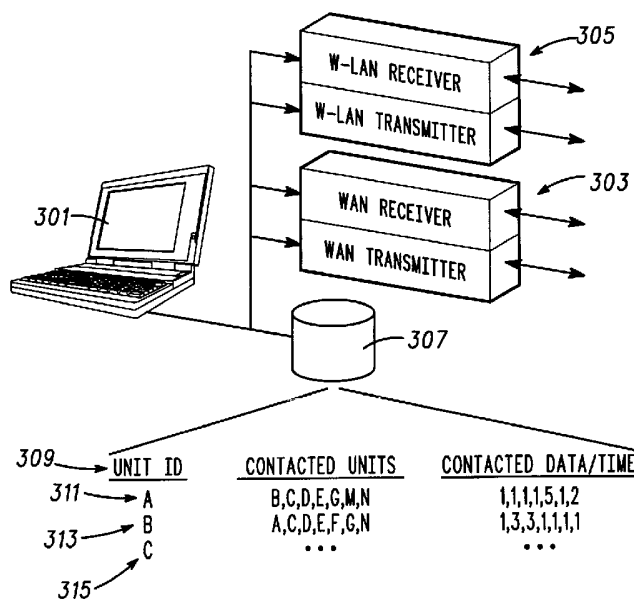 305
W-LAN RECEIVER
W-LAN TRANSMITTER
303
301
WAN RECEIVER
WAN TRANSMITTER
307
309
UNIT ID CONTACTED UNITS CONTACTED DATA/TIME
311 A B,C,D,E,G,M,N 1,1,1,1,5,1,2
313 B A,C,D,E,F,G,N 1,3,3,1,1,1,1
315 C ... ...